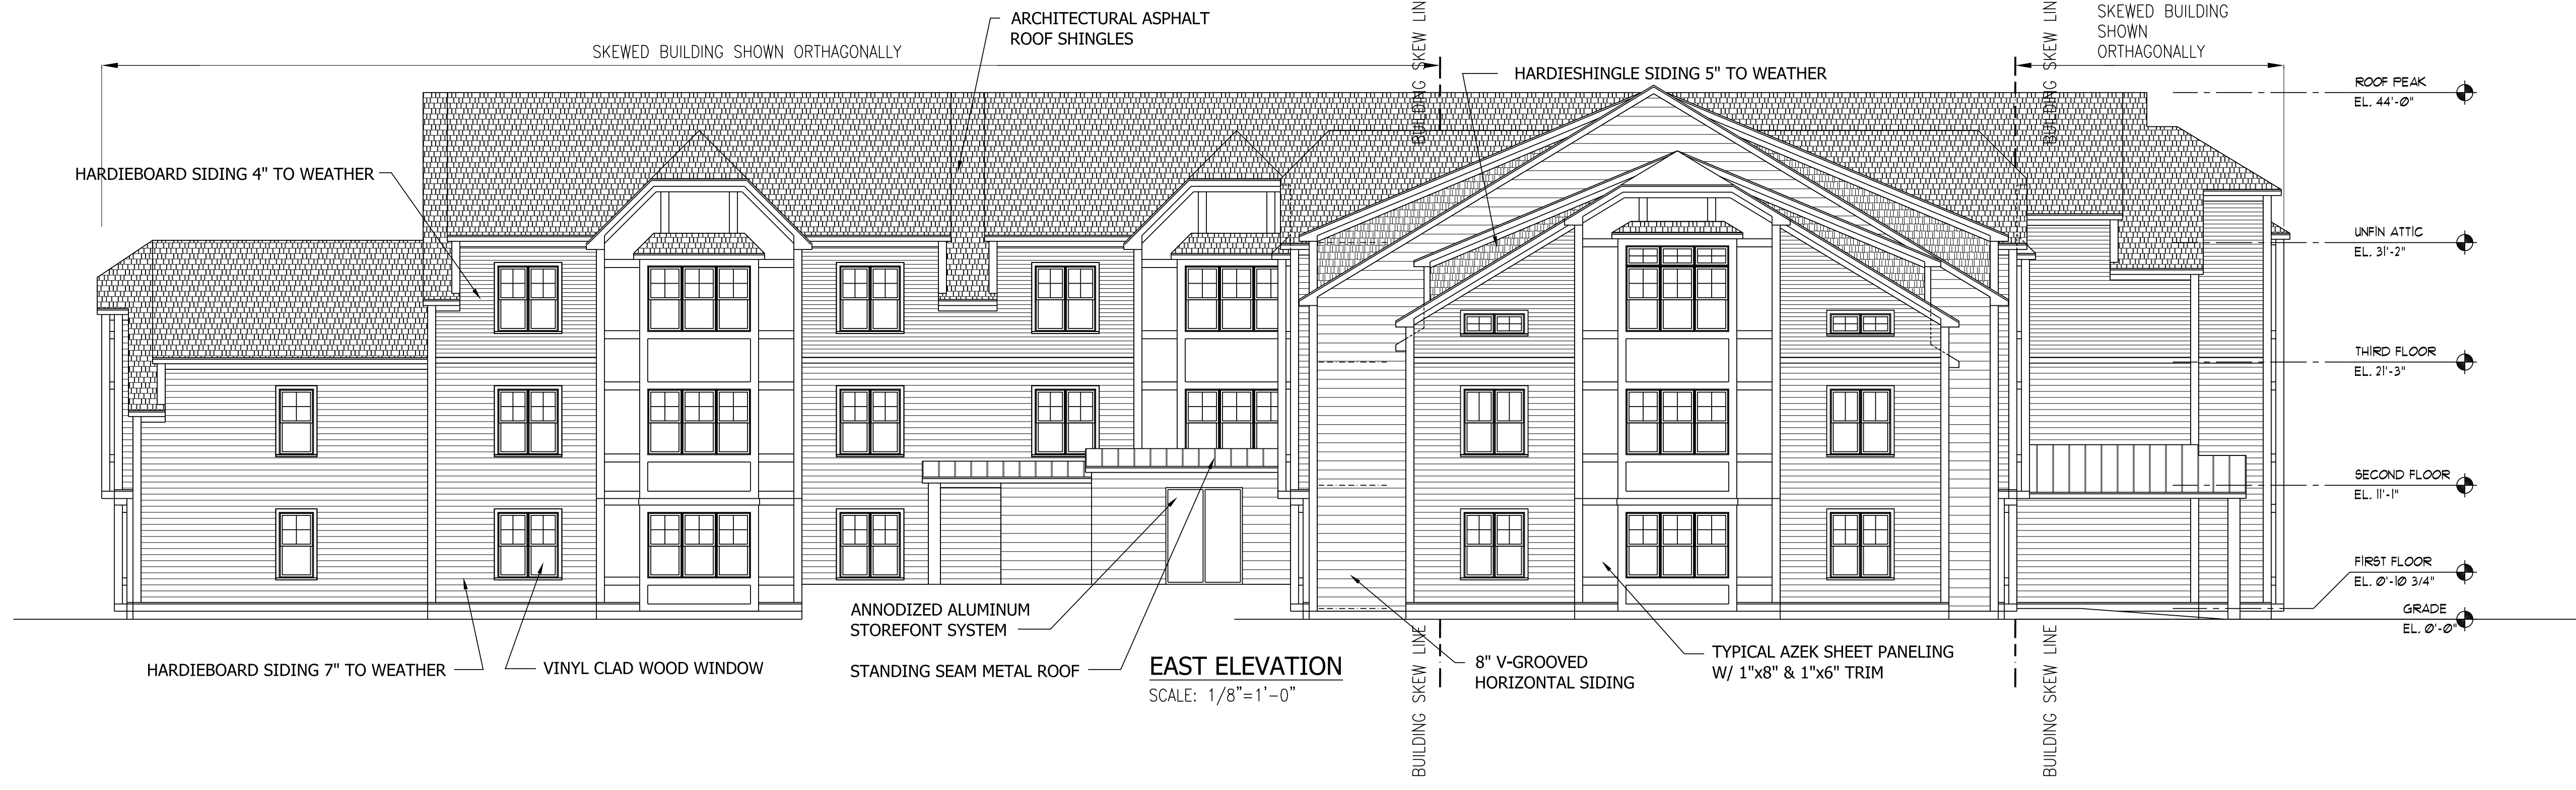 ARCHITECTURAL ASPHALT
ROOF SHINGLES
SKEWED BUILDING SHOWN ORTHAGONALLY
BUILDING SKEW LIN
HARDIESHINGLE SIDING 5" TO WEATHER
BUILDING SKEW LIN
SKEWED BUILDING
SHOWN
ORTHAGONALLY
ROOF PEAK
EL. 44'-0"
HARDIEBOARD SIDING 4" TO WEATHER
UNFIN ATTIC
EL. 31'-2"
THIRD FLOOR
EL. 21'-3"
SECOND FLOOR
EL. 11'-1"
FIRST FLOOR
EL. 0'-10 3/4"
GRADE
EL. 0'-0"
HARDIEBOARD SIDING 7" TO WEATHER
VINYL CLAD WOOD WINDOW
ANNODIZED ALUMINUM
STOREFONT SYSTEM
STANDING SEAM METAL ROOF
EAST ELEVATION
SCALE: 1/8"=1'-0"
BUILDING SKEW LINE
8" V-GROOVED
HORIZONTAL SIDING
TYPICAL AZEK SHEET PANELING
W/ 1"x8" & 1"x6" TRIM
BUILDING SKEW LINE